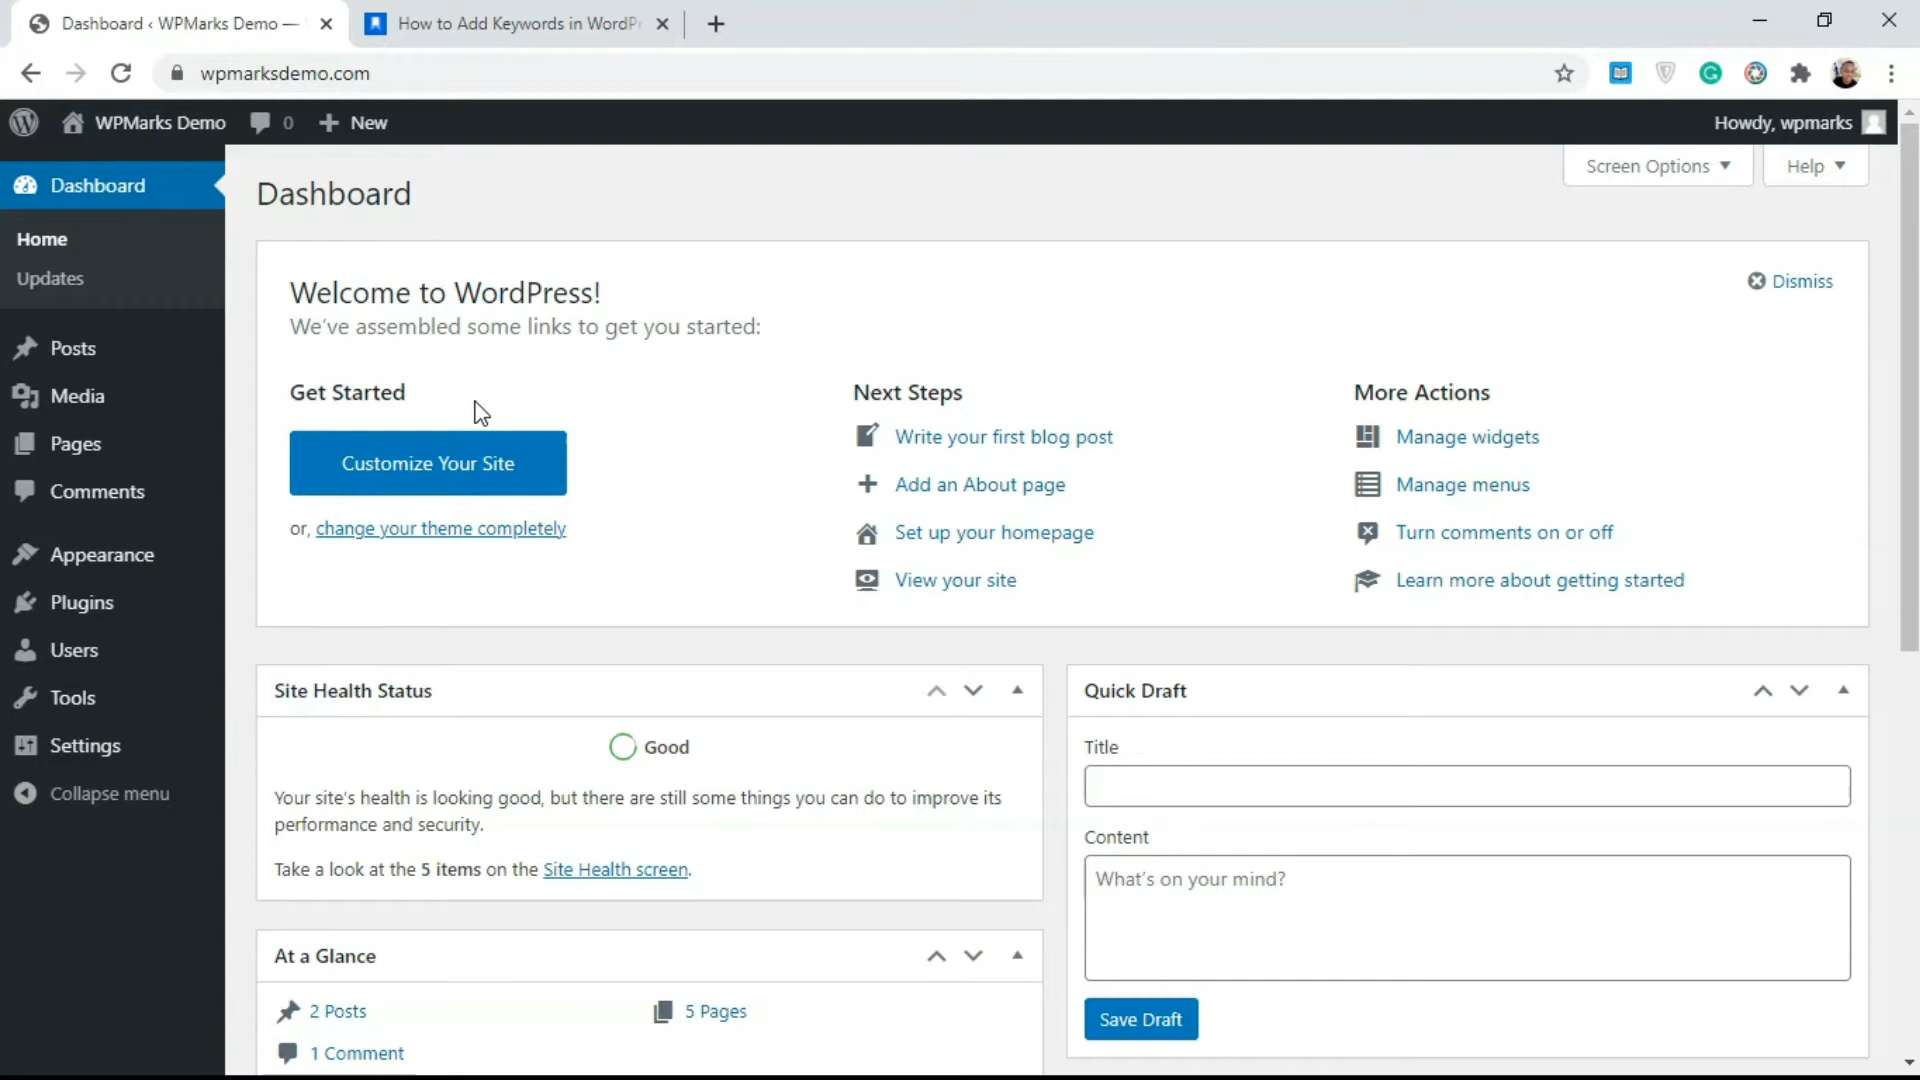 Dashboard ‹ WPMarks Demo —
How to Add Keywords in WordPr
wpmarksdemo.com
WPMarks Demo
0
New
Howdy, wpmarks
Screen Options
Help
Dashboard
Home
Updates
Posts
Media
Pages
Comments
Appearance
Plugins
Users
Tools
Settings
Collapse menu
Dashboard
Welcome to WordPress!
We've assembled some links to get you started:
Dismiss
Get Started
Customize Your Site
or, change your theme completely
Next Steps
Write your first blog post
Add an About page
Set up your homepage
View your site
More Actions
Manage widgets
Manage menus
Turn comments on or off
Learn more about getting started
Site Health Status
Good
Your site's health is looking good, but there are still some things you can do to improve its
performance and security.
Take a look at the 5 items on the Site Health screen.
At a Glance
2 Posts
5 Pages
1 Comment
Quick Draft
Title
Content
What's on your mind?
Save Draft